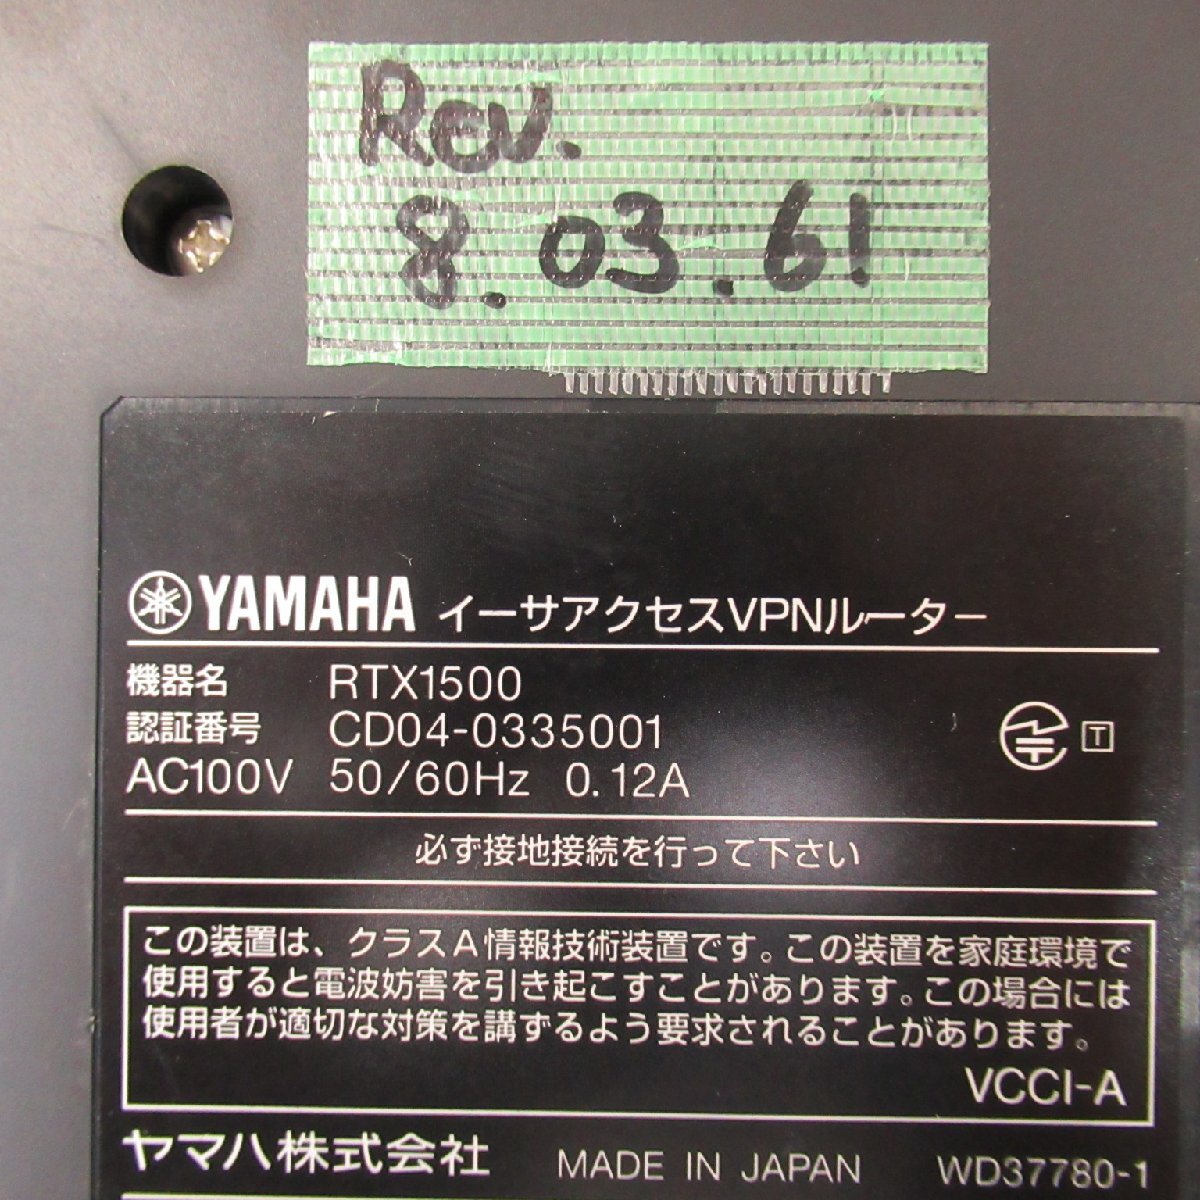 Rev.
8.03.61
YAMAHA イーサアクセスVPNルーター
機器名 RTX1500
認証番号 CD04-0335001
T
AC100V 50/60Hz 0.12A
必ず接地接続を行って下さい
この装置は、クラスA情報技術装置です。この装置を家庭環境で
使用すると電波妨害を引き起こすことがあります。この場合には
使用者が適切な対策を講ずるよう要求されることがあります。
VCCI-A
ヤマハ株式会社 MADE IN JAPAN WD37780-1